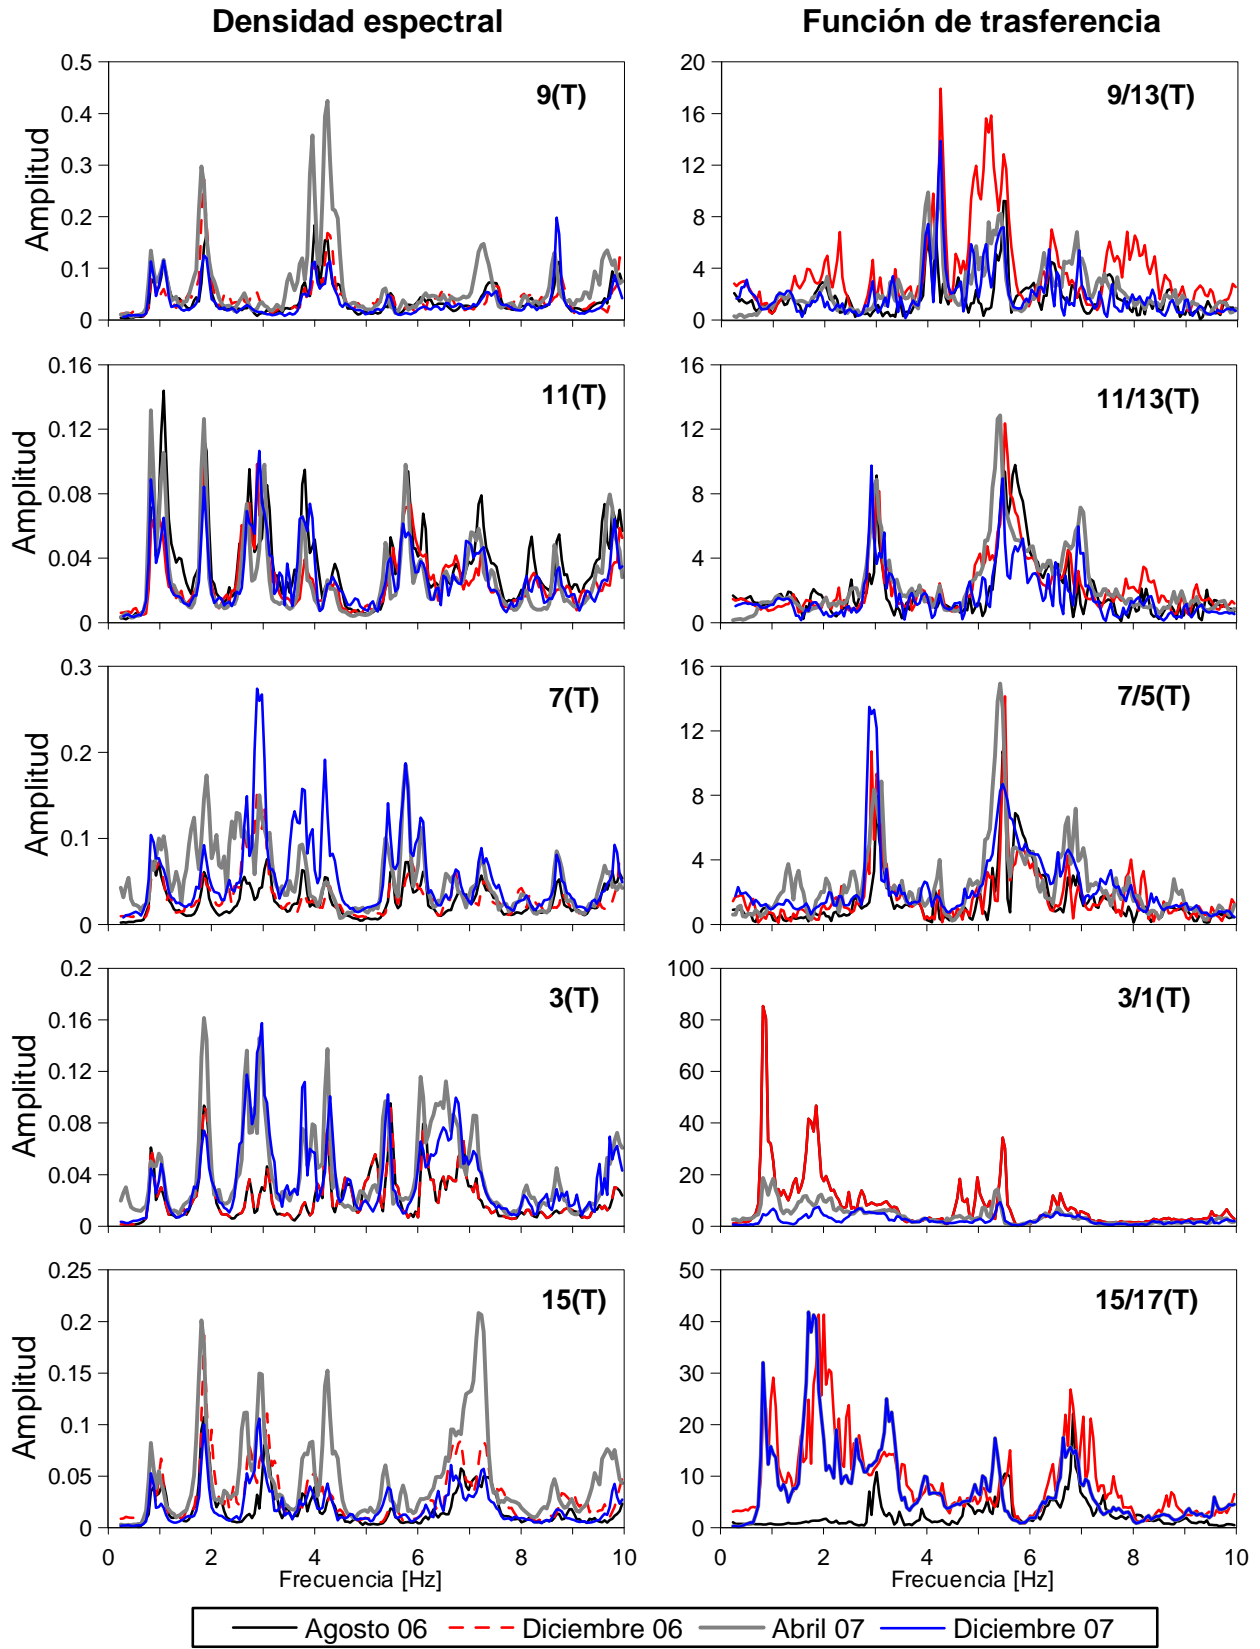 Densidad espectral
Función de trasferencia
0.5
0.4
0.3
0.2
0.1
0
Amplitud
9(T)
20
16
12
8
4
0
9/13(T)
0.16
0.12
0.08
0.04
0
Amplitud
11(T)
16
12
8
4
0
11/13(T)
0.3
0.2
0.1
0
Amplitud
7(T)
16
12
8
4
0
7/5(T)
0.2
0.16
0.12
0.08
0.04
0
Amplitud
3(T)
100
80
60
40
20
0
3/1(T)
0.25
0.2
0.15
0.1
0.05
0
Amplitud
15(T)
0 2 4 6 8 10
Frecuencia [Hz]
50
40
30
20
10
0
15/17(T)
0 2 4 6 8 10
Frecuencia [Hz]
Agosto 06 Diciembre 06 Abril 07 Diciembre 07